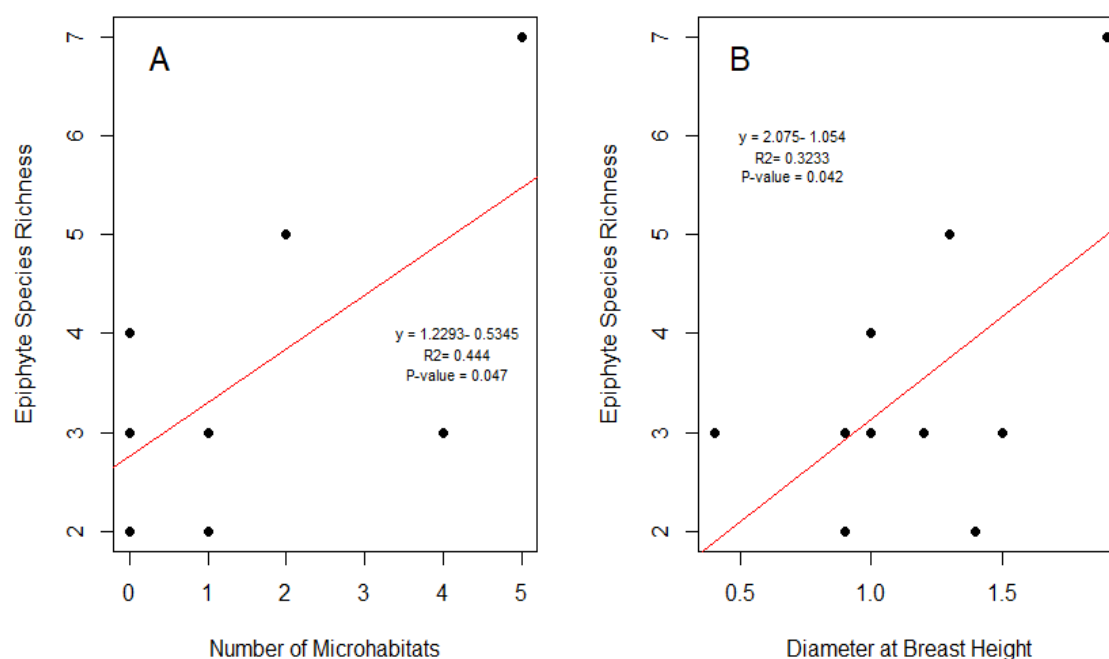 A
Epiphyte Species Richness
7
6
5
4
3
2
y = 1.2293- 0.5345
R2= 0.444
P-value = 0.047
0 1 2 3 4 5
Number of Microhabitats
B
Epiphyte Species Richness
7
6
5
4
3
2
y = 2.075- 1.054
R2= 0.3233
P-value = 0.042
0.5 1.0 1.5
Diameter at Breast Height